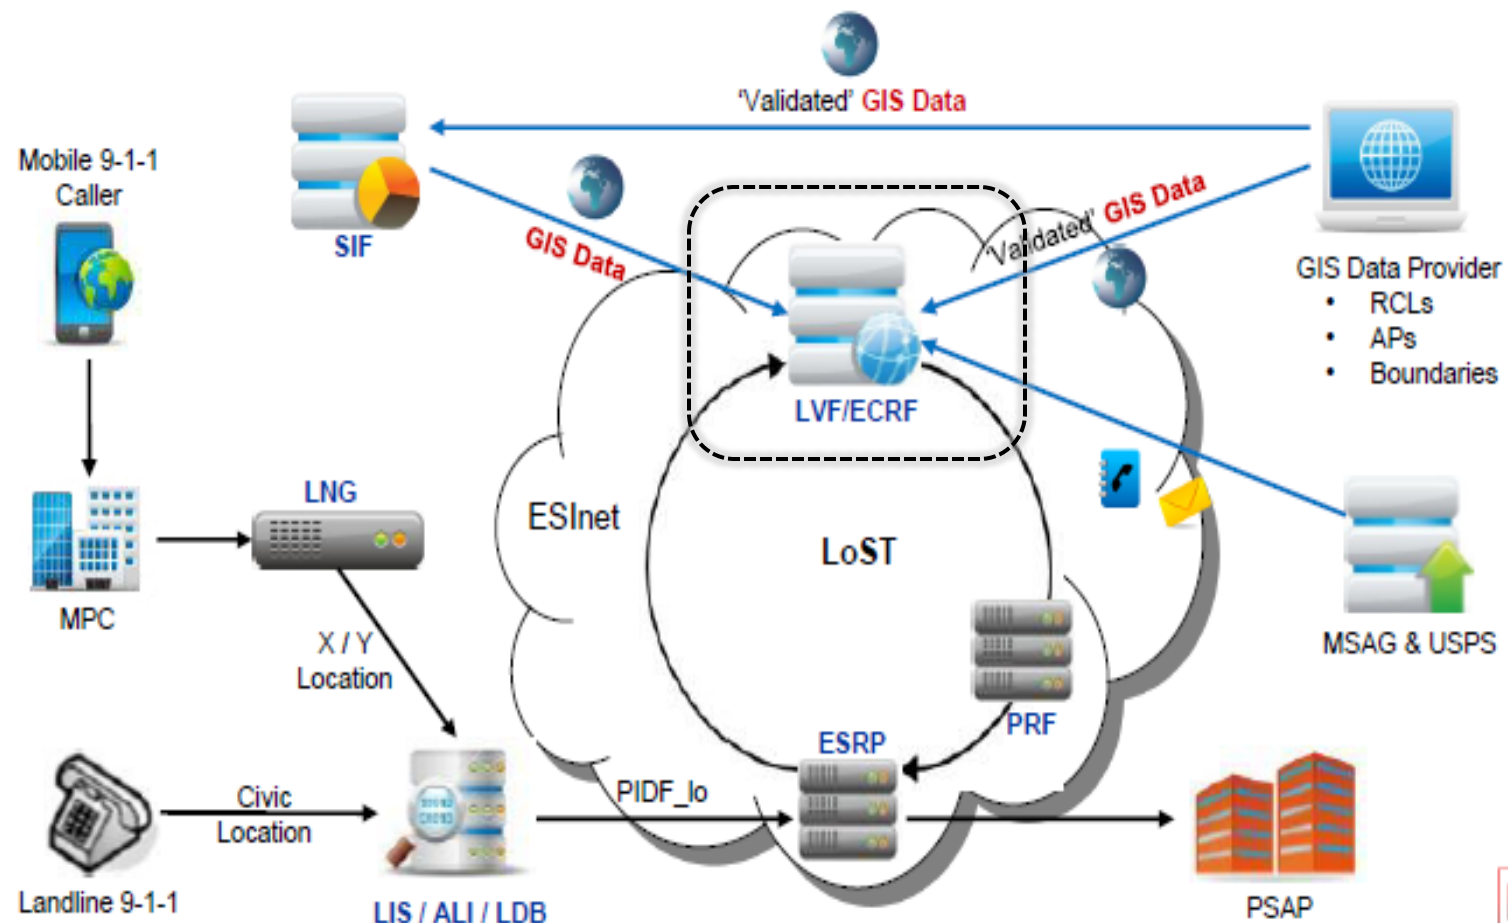 'Validated' GIS Data
Mobile 9-1-1
Caller
SIF
GIS Data
'Validated' GIS Data
GIS Data Provider
• RCLs
• APs
• Boundaries
LVF/ECRF
LNG
ESInet
LoST
MPC
X / Y
Location
MSAG & USPS
PRF
ESRP
PIDF_lo
Civic
Location
Landline 9-1-1
LIS / ALI / LDB
PSAP